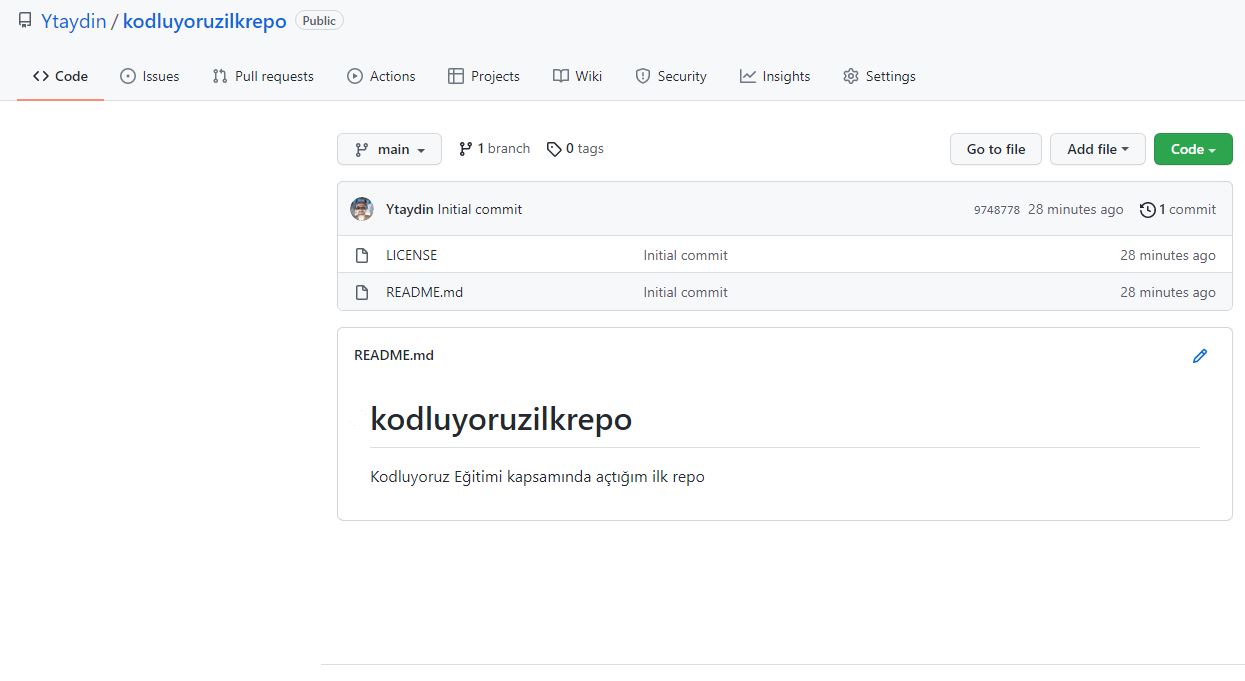 Ytaydin / kodluyoruzilkrepo Public
Code Issues Pull requests Actions Projects Wiki Security Insights Settings
main 1 branch 0 tags Go to file Add file Code
Ytaydin Initial commit 9748778 28 minutes ago 1 commit
LICENSE Initial commit 28 minutes ago
README.md Initial commit 28 minutes ago
README.md
kodluyoruzilkrepo
Kodluyoruz Eğitimi kapsamında açtığım ilk repo